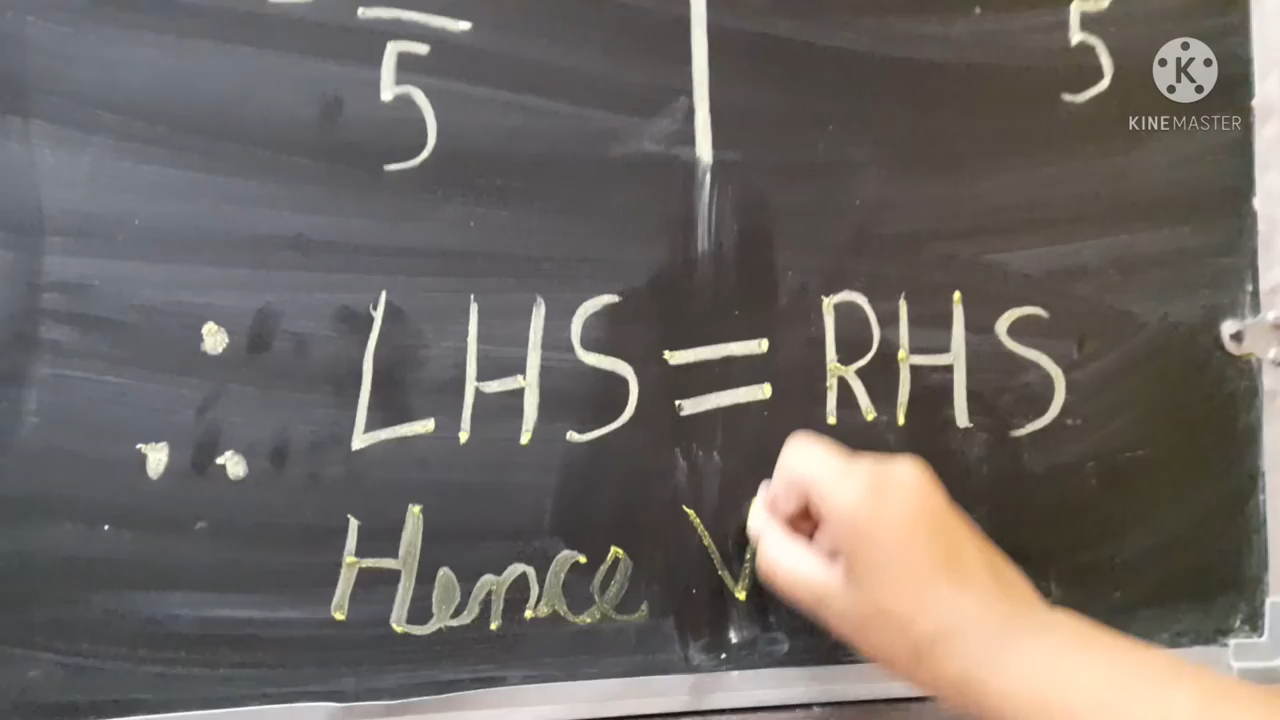 5 5
K
KINEMASTER
∴ LHS = RHS
Hence V